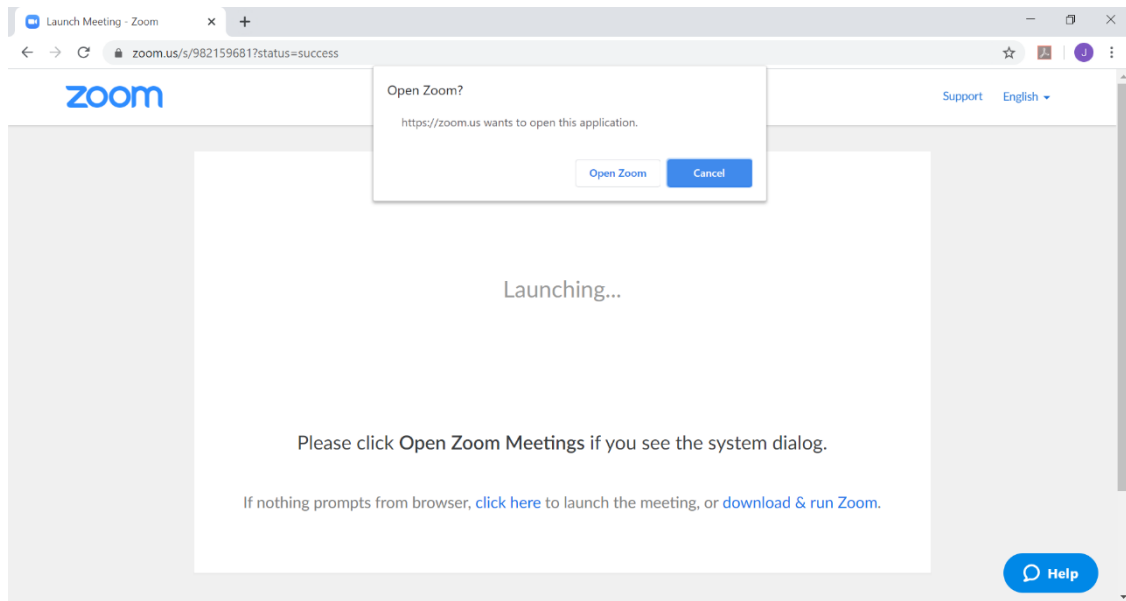 Launch Meeting - Zoom
zoom.us/s/982159681?status=success
J
zoom
Support English
Open Zoom?
https://zoom.us wants to open this application.
Open Zoom Cancel
Launching...
Please click Open Zoom Meetings if you see the system dialog.
If nothing prompts from browser, click here to launch the meeting, or download & run Zoom.
Help